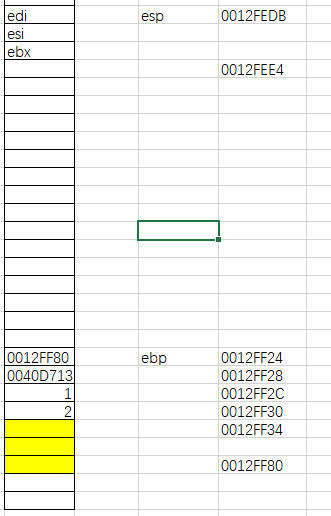 edi esp 0012FEDB
esi
ebx
0012FEE4
0012FF80 ebp 0012FF24
0040D713 0012FF28
1 0012FF2C
2 0012FF30
0012FF34
0012FF80